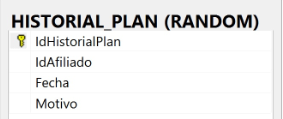 HISTORIAL_PLAN (RANDOM)
IdHistorialPlan
IdAfiliado
Fecha
Motivo